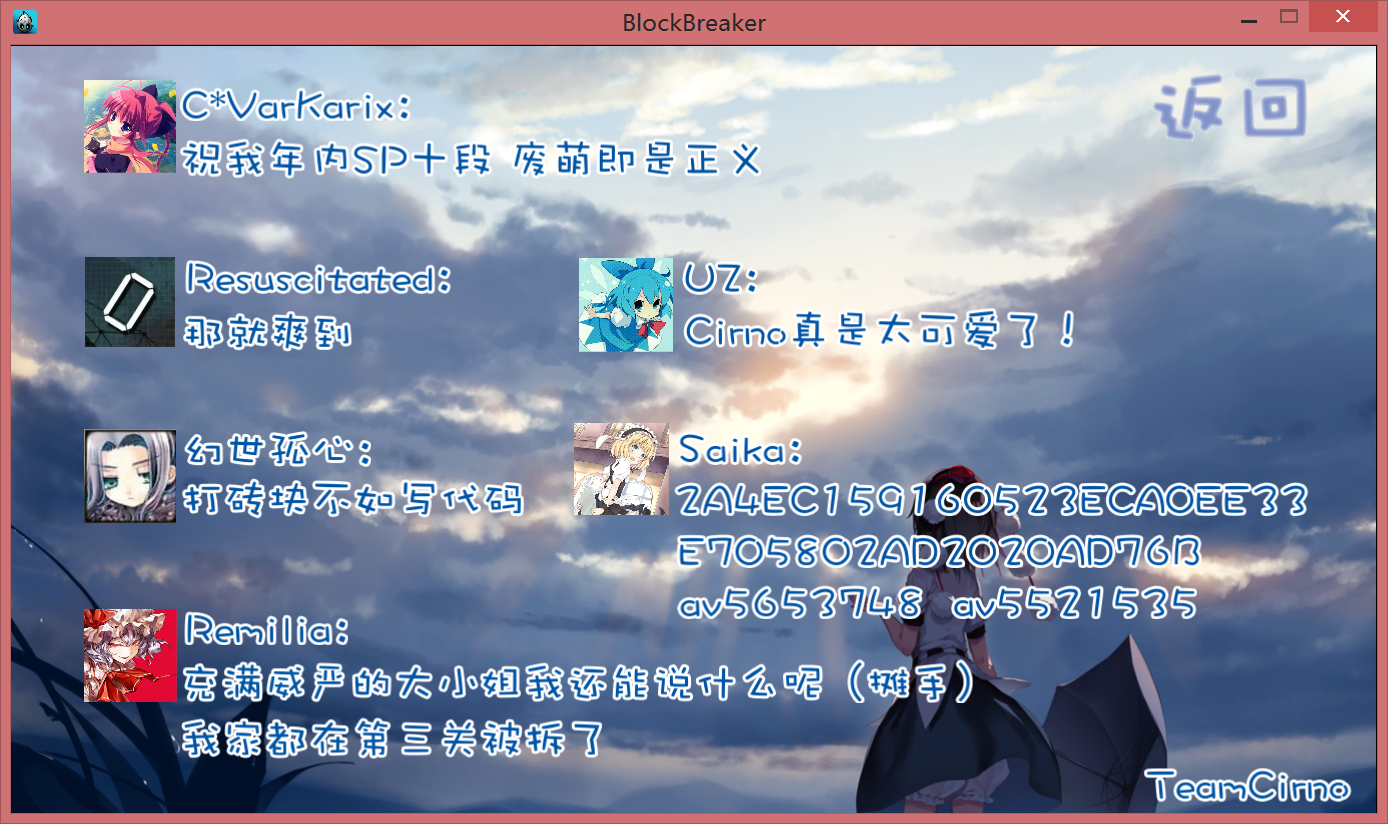 BlockBreaker
返回
C*VarKarix:
祝我年内SP十段 废萌即是正义
Resuscitated:
那就爽到
UZ:
Cirno真是太可爱了！
幻世孤心:
打砖块不如写代码
Saika:
2A4EC159160523ECA0EE33
E705802AD2020AD76B
av5653748 av5521535
Remilia:
充满威严的大小姐我还能说什么呢（摊手）
我家都在第三关被拆了
TeamCirno